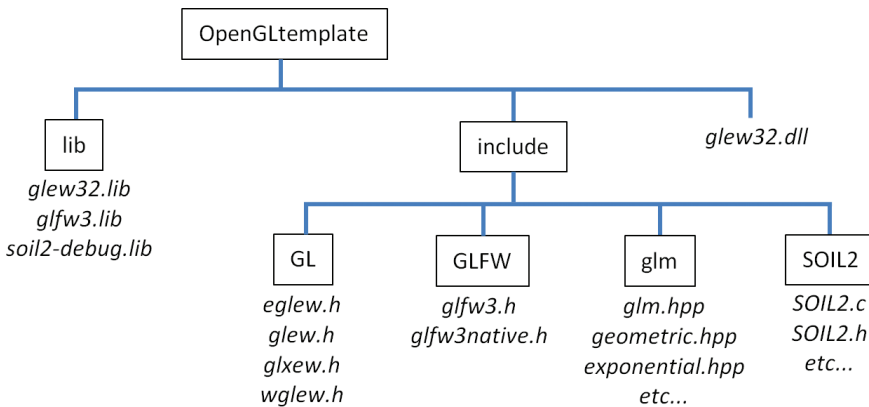 OpenGLtemplate
lib
glew32.lib
glfw3.lib
soil2-debug.lib
include
glew32.dll
GL
eglew.h
glew.h
glxew.h
wglew.h
GLFW
glfw3.h
glfw3native.h
glm
glm.hpp
geometric.hpp
exponential.hpp
etc...
SOIL2
SOIL2.c
SOIL2.h
etc...